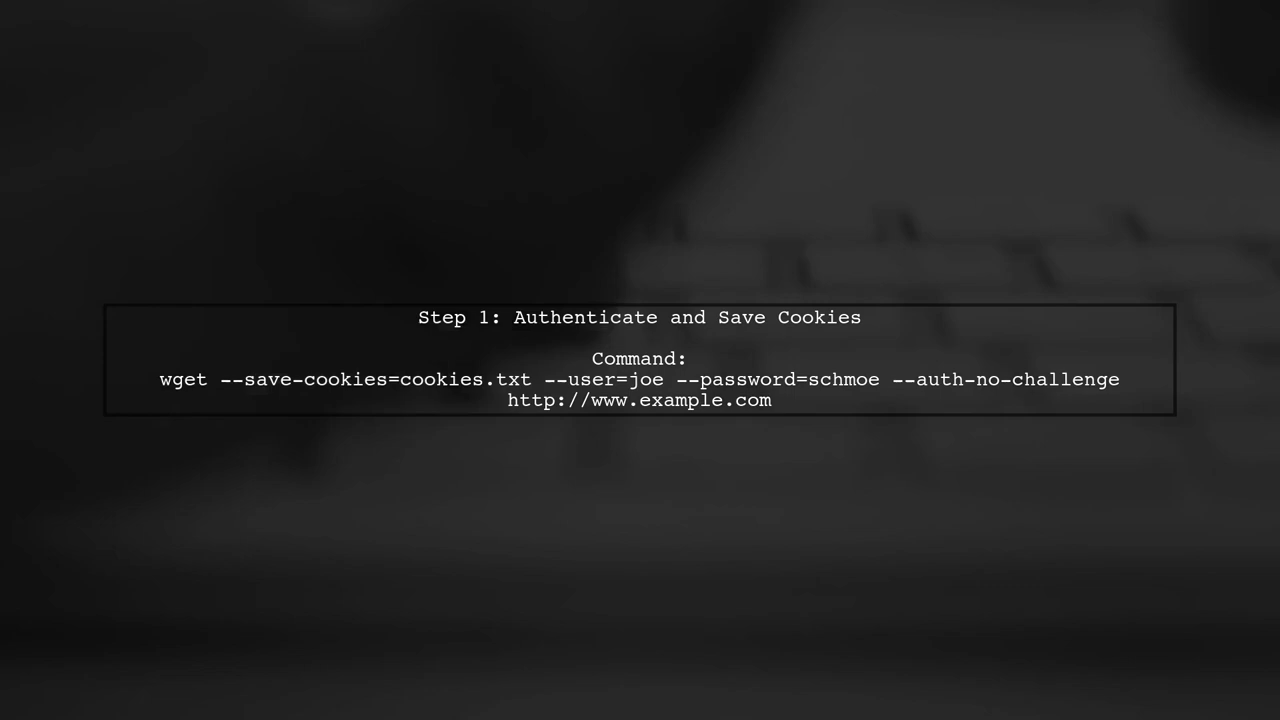 Step 1: Authenticate and Save Cookies
Command:
wget --save-cookies=cookies.txt --user=joe --password=schmoe --auth-no-challenge
http://www.example.com